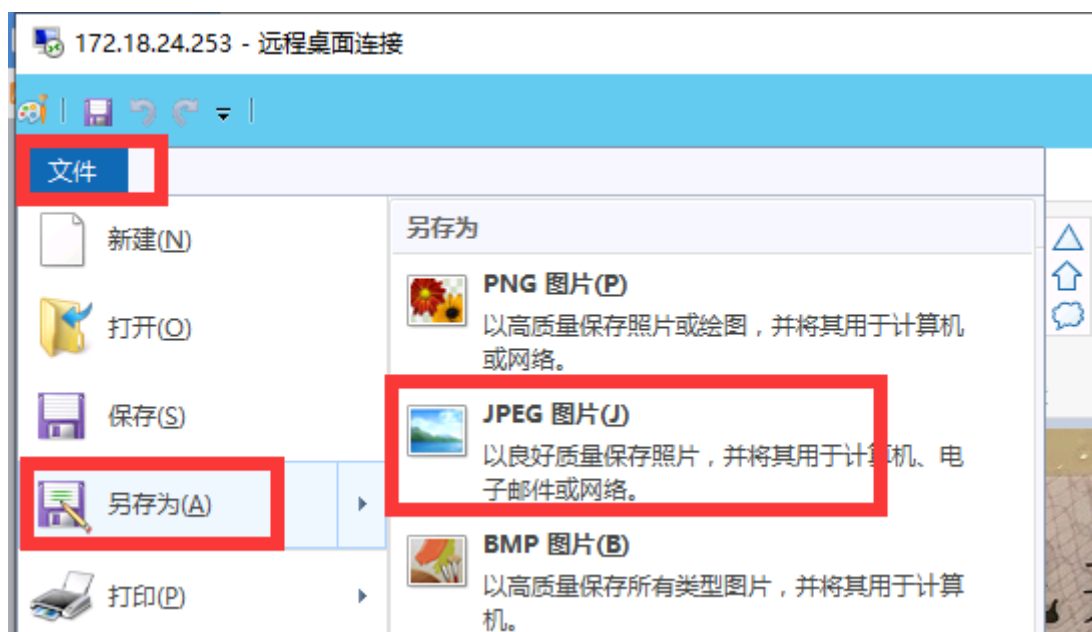 172.18.24.253 - 远程桌面连接
文件
新建(N)
打开(O)
保存(S)
另存为(A)
打印(P)
另存为
PNG 图片(P)
以高质量保存照片或绘图，并将其用于计算机
或网络。
JPEG 图片(J)
以良好质量保存照片，并将其用于计算机、电
子邮件或网络。
BMP 图片(B)
以高质量保存所有类型图片，并将其用于计算
机。